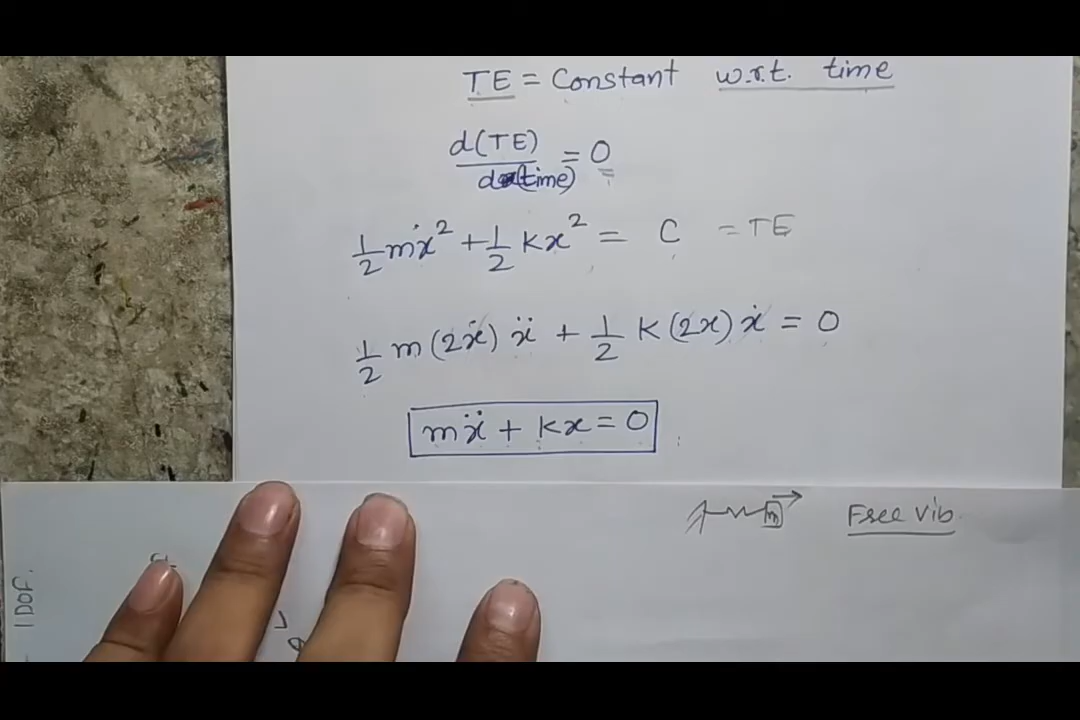 TE = Constant w.r.t. time
d(TE)/d(time) = 0
1/2 mẋ² + 1/2 kx² = C = TE
1/2 m(2ẋ) ẍ + 1/2 k(2x) ẋ = 0
mẍ + kx = 0
m Free vib.
1 DOF.